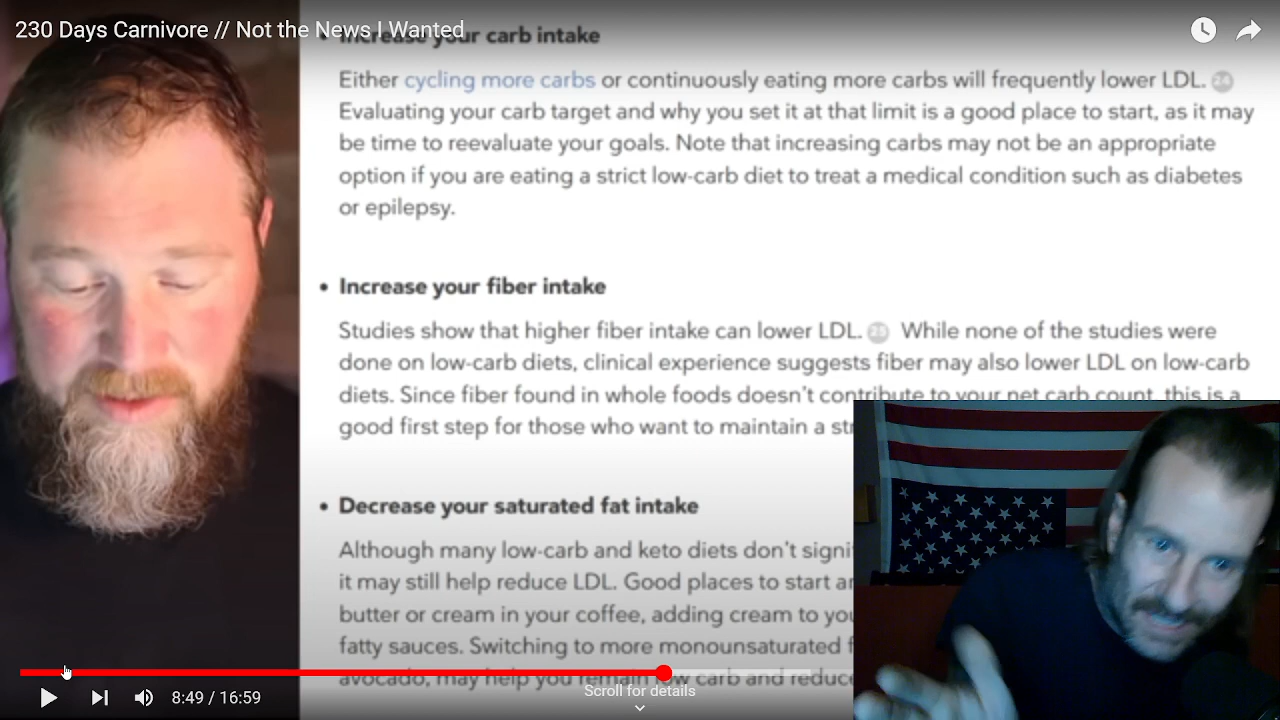 230 Days Carnivore // Not the News I Wanted
• Increase your carb intake
Either cycling more carbs or continuously eating more carbs will frequently lower LDL. 24
Evaluating your carb target and why you set it at that limit is a good place to start, as it may
be time to reevaluate your goals. Note that increasing carbs may not be an appropriate
option if you are eating a strict low-carb diet to treat a medical condition such as diabetes
or epilepsy.
• Increase your fiber intake
Studies show that higher fiber intake can lower LDL. While none of the studies were
done on low-carb diets, clinical experience suggests fiber may also lower LDL on low-carb
diets. Since fiber found in whole foods doesn't contribute to your net carb count, this is a
good first step for those who want to maintain a
• Decrease your saturated fat intake
Although many low-carb and keto diets don't
it may still help reduce LDL. Good places to start
butter or cream in your coffee, adding cream to
fatty sauces. Switching to more monounsaturated
avocado, may help you remain low carb and reduce
8:49 / 16:59
Scroll for details